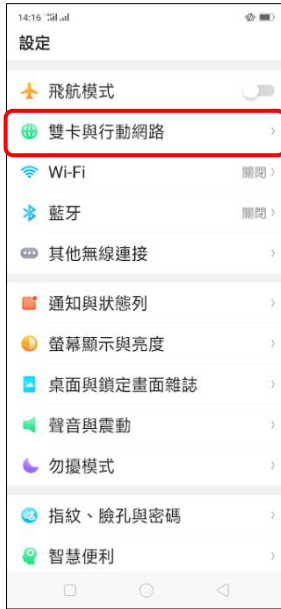 14:16
設定
飛航模式
雙卡與行動網路
Wi-Fi 關閉
藍牙 關閉
其他無線連接
通知與狀態列
螢幕顯示與亮度
桌面與鎖定畫面雜誌
聲音與震動
勿擾模式
指紋、臉孔與密碼
智慧便利